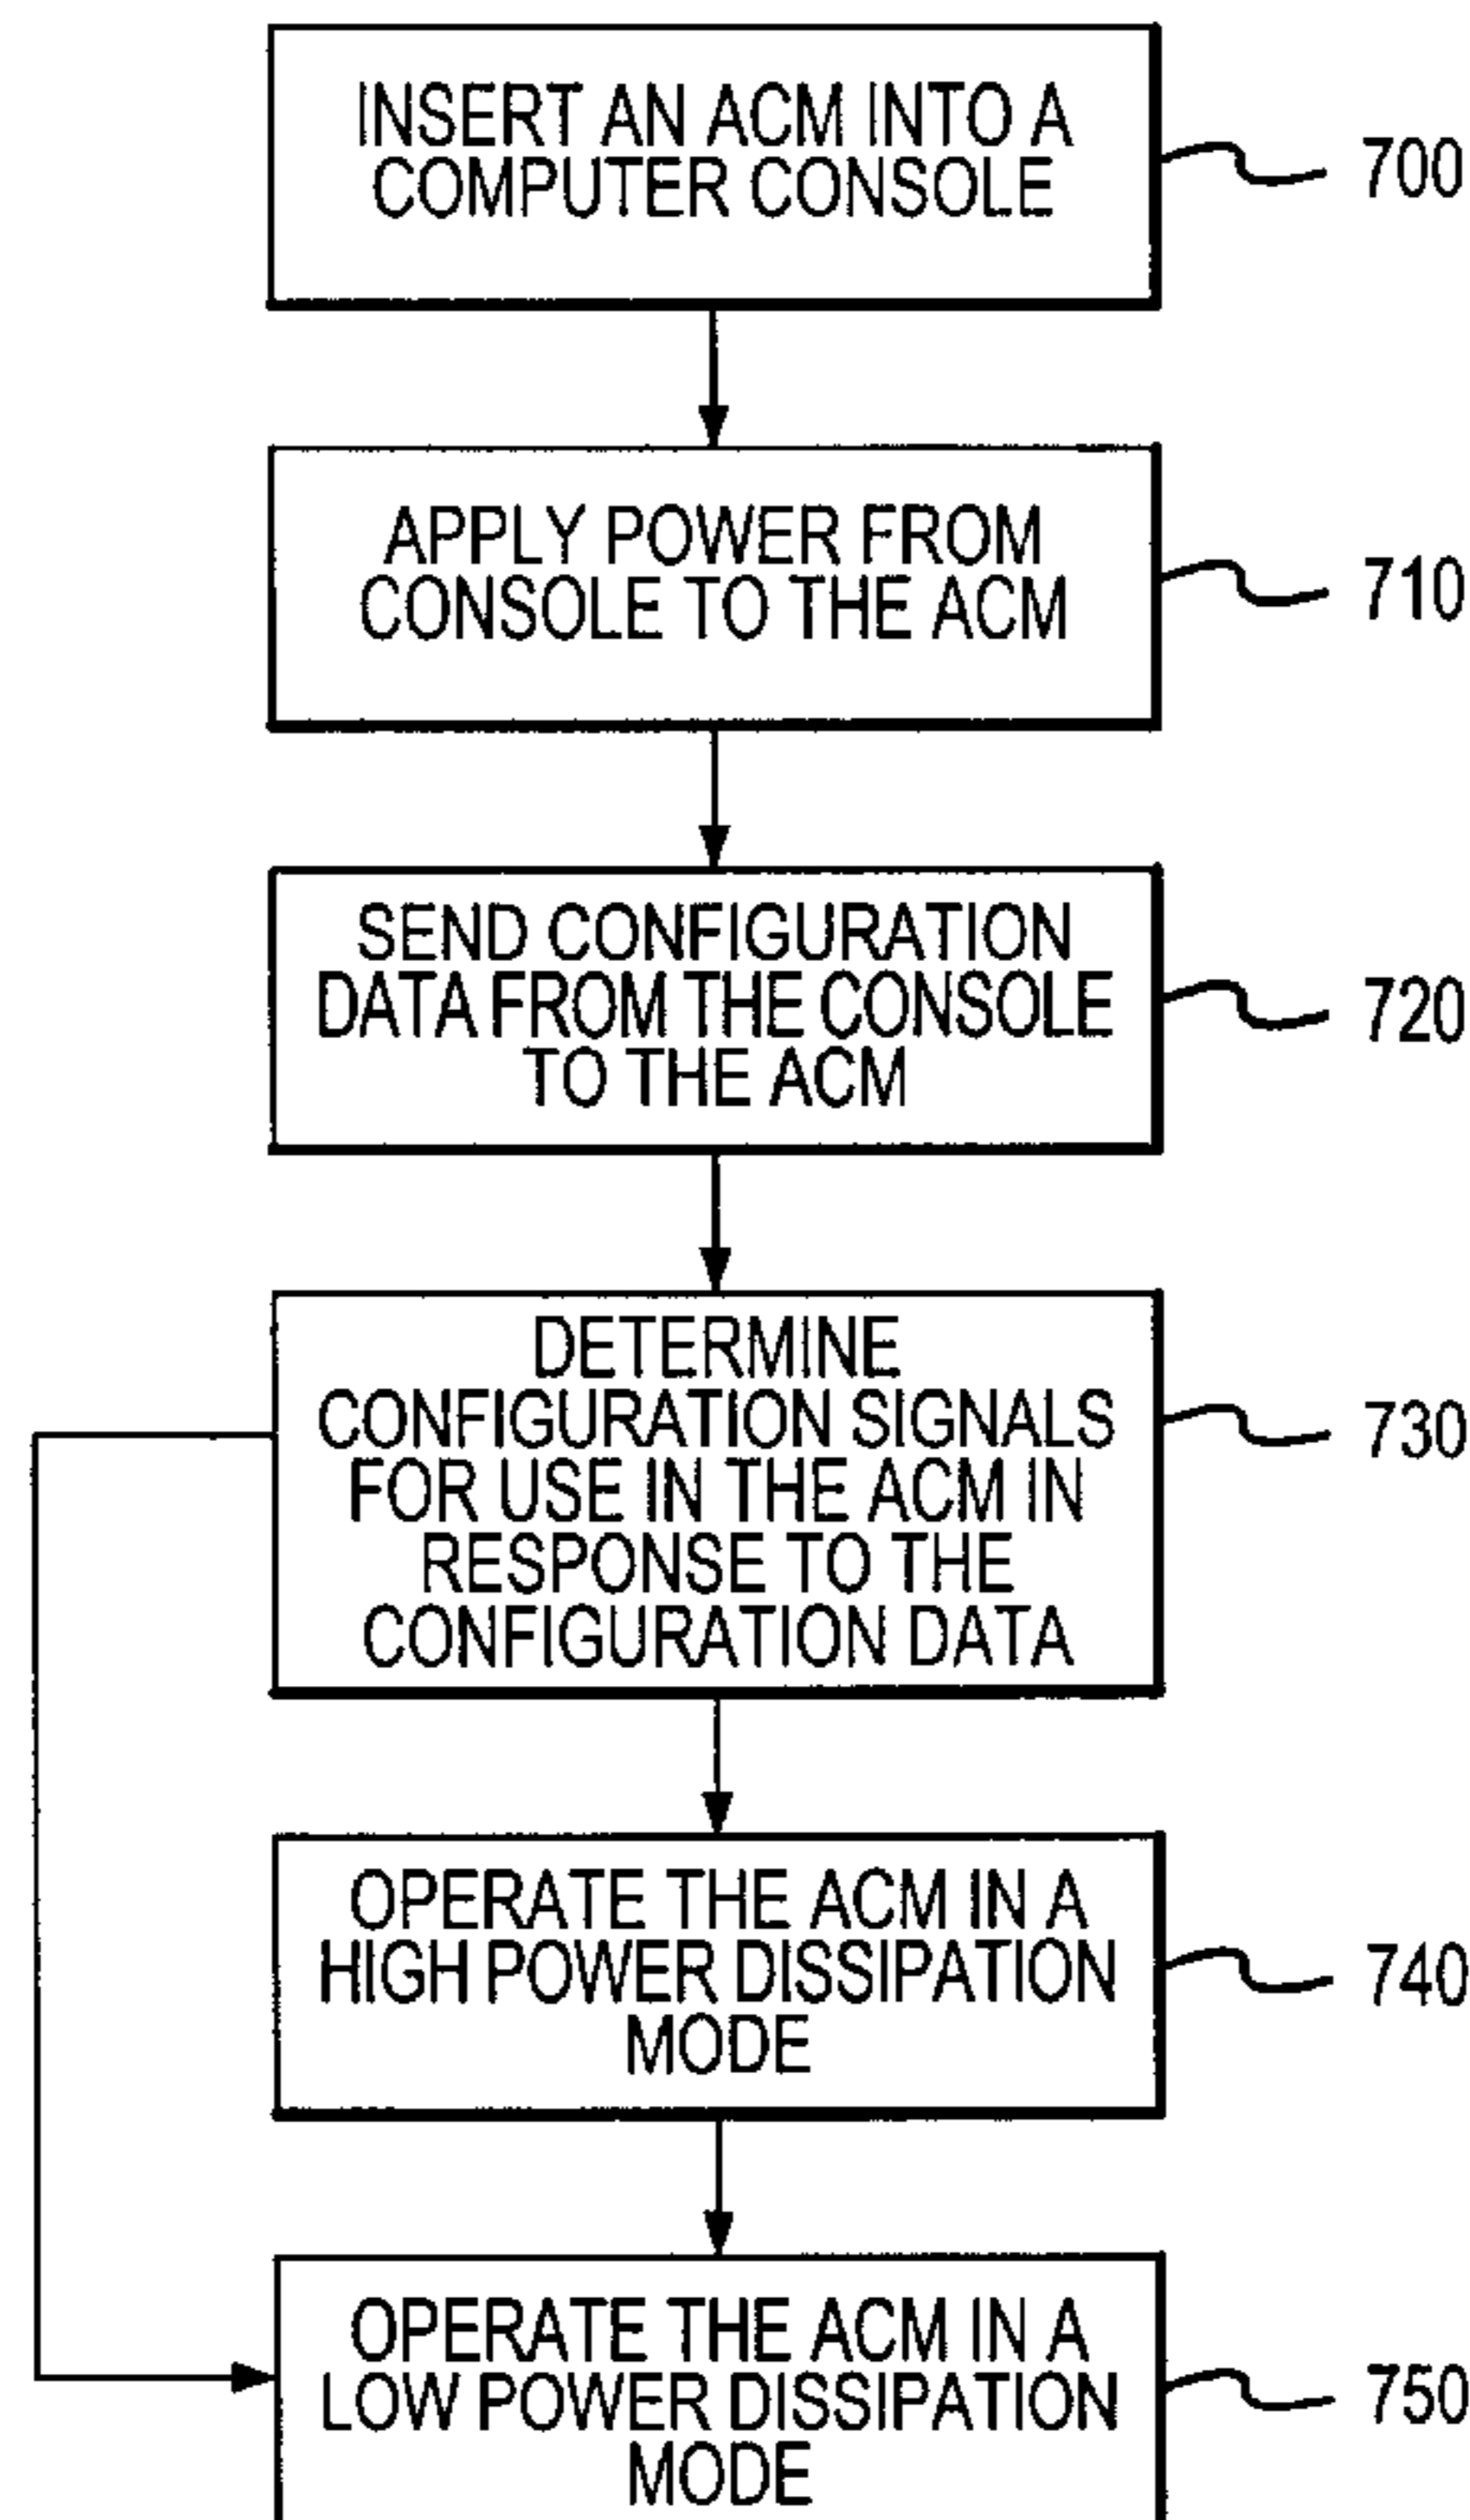 INSERT AN ACM INTO A
COMPUTER CONSOLE
700
APPLY POWER FROM
CONSOLE TO THE ACM
710
SEND CONFIGURATION
DATA FROM THE CONSOLE
TO THE ACM
720
DETERMINE
CONFIGURATION SIGNALS
FOR USE IN THE ACM IN
RESPONSE TO THE
CONFIGURATION DATA
730
OPERATE THE ACM IN A
HIGH POWER DISSIPATION
MODE
740
OPERATE THE ACM IN A
LOW POWER DISSIPATION
MODE
750